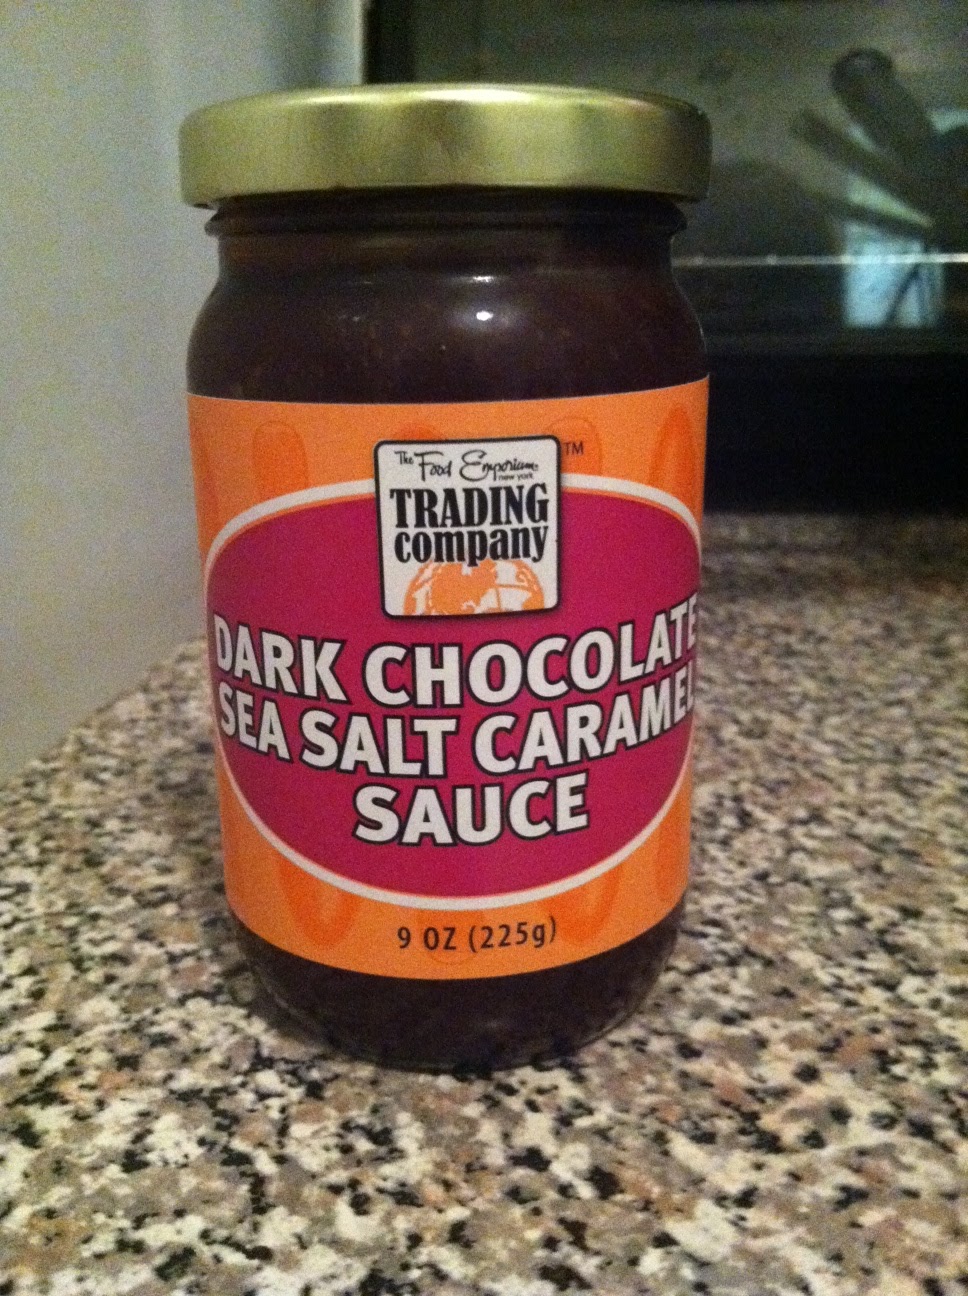 The Food Emporium
new york
TRADING
company
TM
DARK CHOCOLATE
SEA SALT CARAMEL
SAUCE
9 OZ (225g)